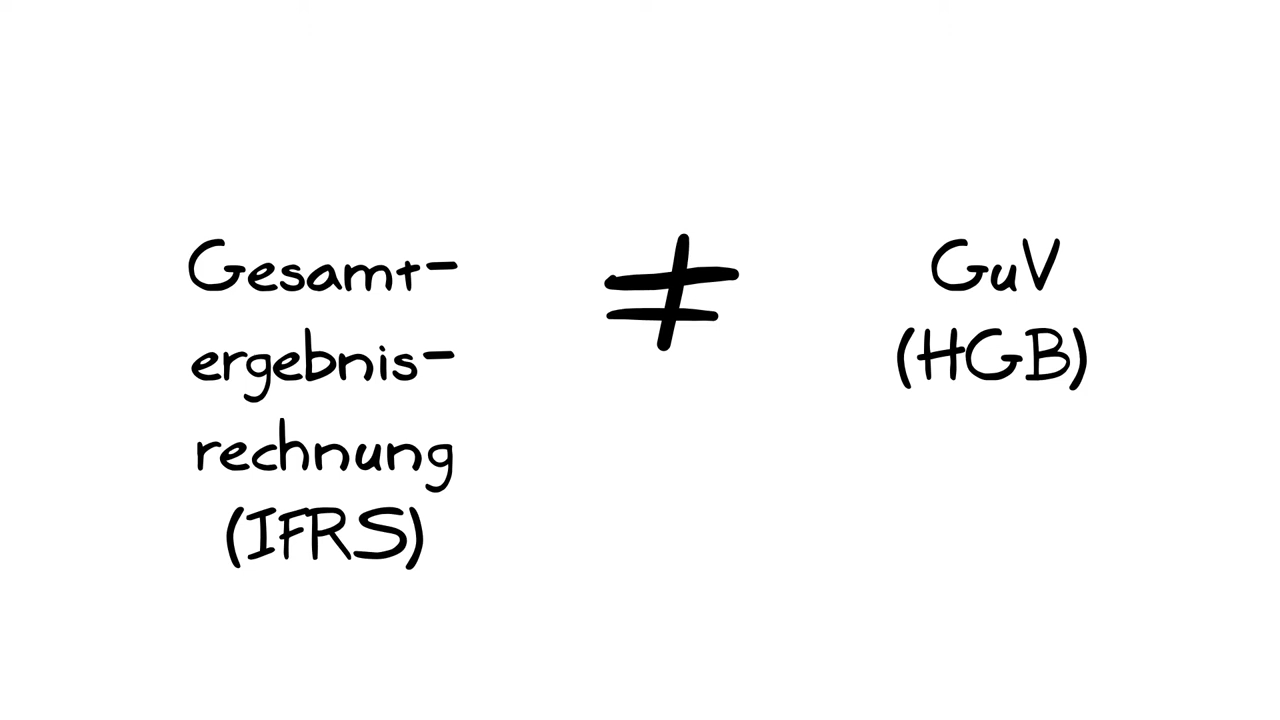 Gesamt-
ergebnis-
rechnung
(IFRS)
≠
GuV
(HGB)